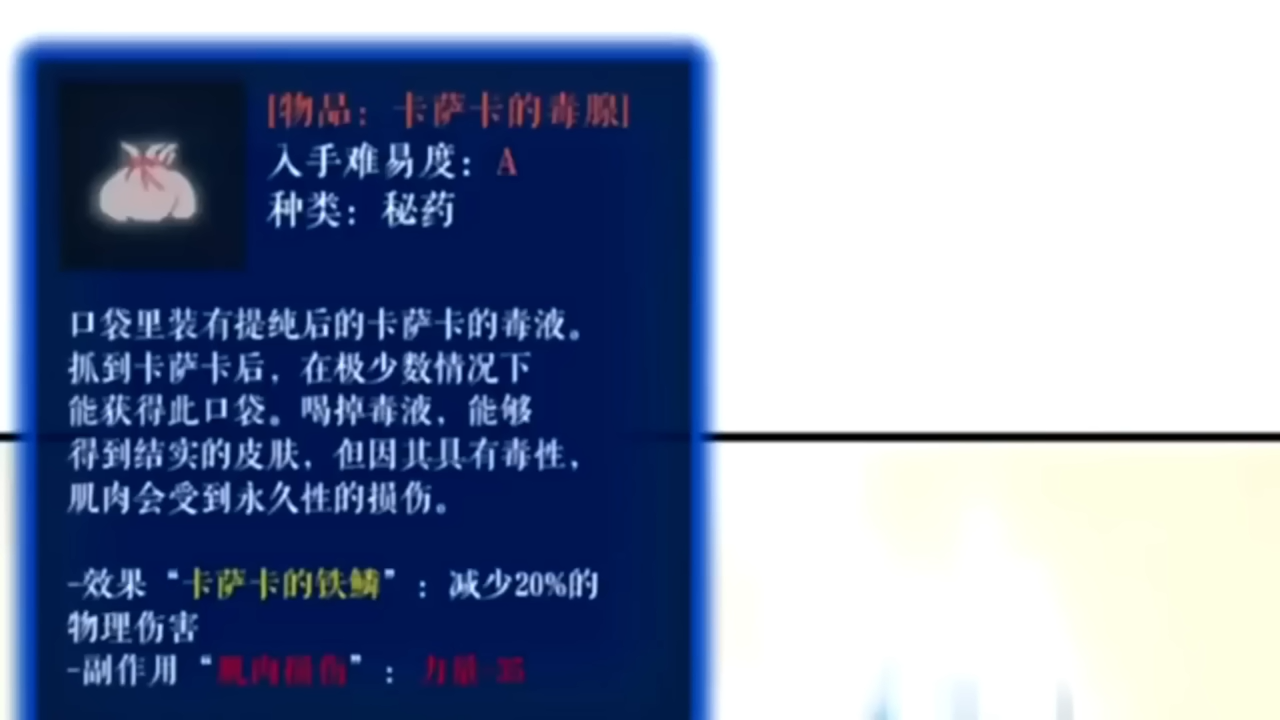 [物品：卡萨卡的毒腺]
入手难易度：A
种类：秘药
口袋里装有提纯后的卡萨卡的毒液。
抓到卡萨卡后，在极少数情况下
能获得此口袋。喝掉毒液，能够
得到结实的皮肤，但因其具有毒性，
肌肉会受到永久性的损伤。
-效果“卡萨卡的铁鳞”：减少20%的
物理伤害
-副作用“肌肉损伤”：力量-35